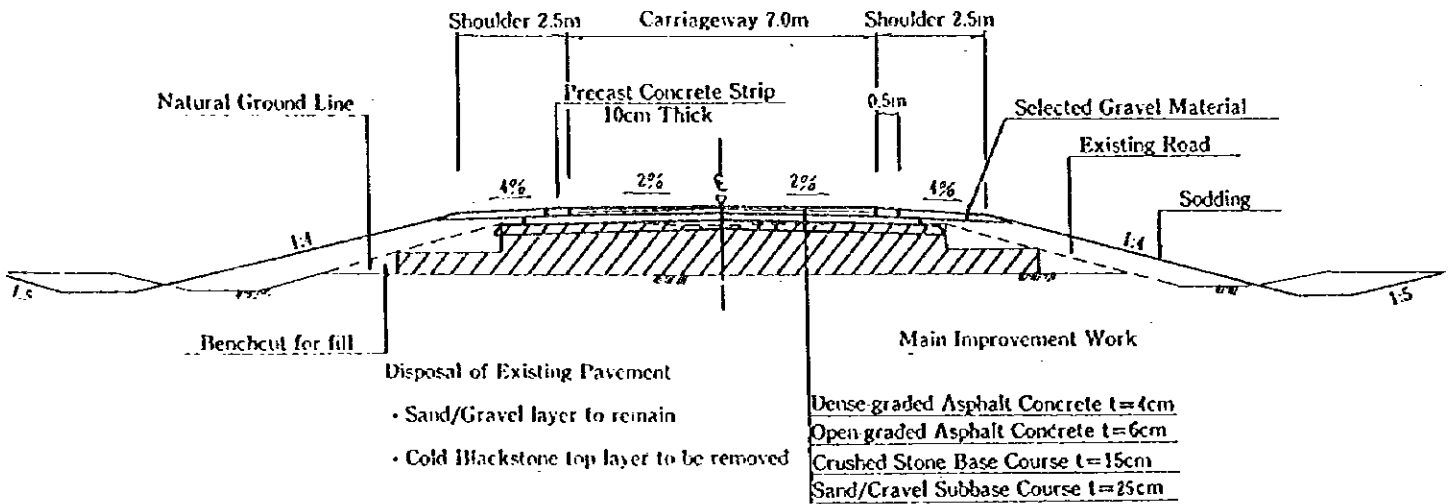 Shoulder 2.5m Carriageway 7.0m Shoulder 2.5m
Natural Ground Line
Precast Concrete Strip
10cm Thick
0.5m
Selected Gravel Material
Existing Road
Sodding
4% 2% 2% 4%
1:4 1:4
1:5 1:5
Benchcut for fill
Main Improvement Work
Disposal of Existing Pavement
• Sand/Gravel layer to remain
• Cold Blackstone top layer to be removed
Dense-graded Asphalt Concrete t=4cm
Open-graded Asphalt Concrete t=6cm
Crushed Stone Base Course t=15cm
Sand/Gravel Subbase Course t=25cm